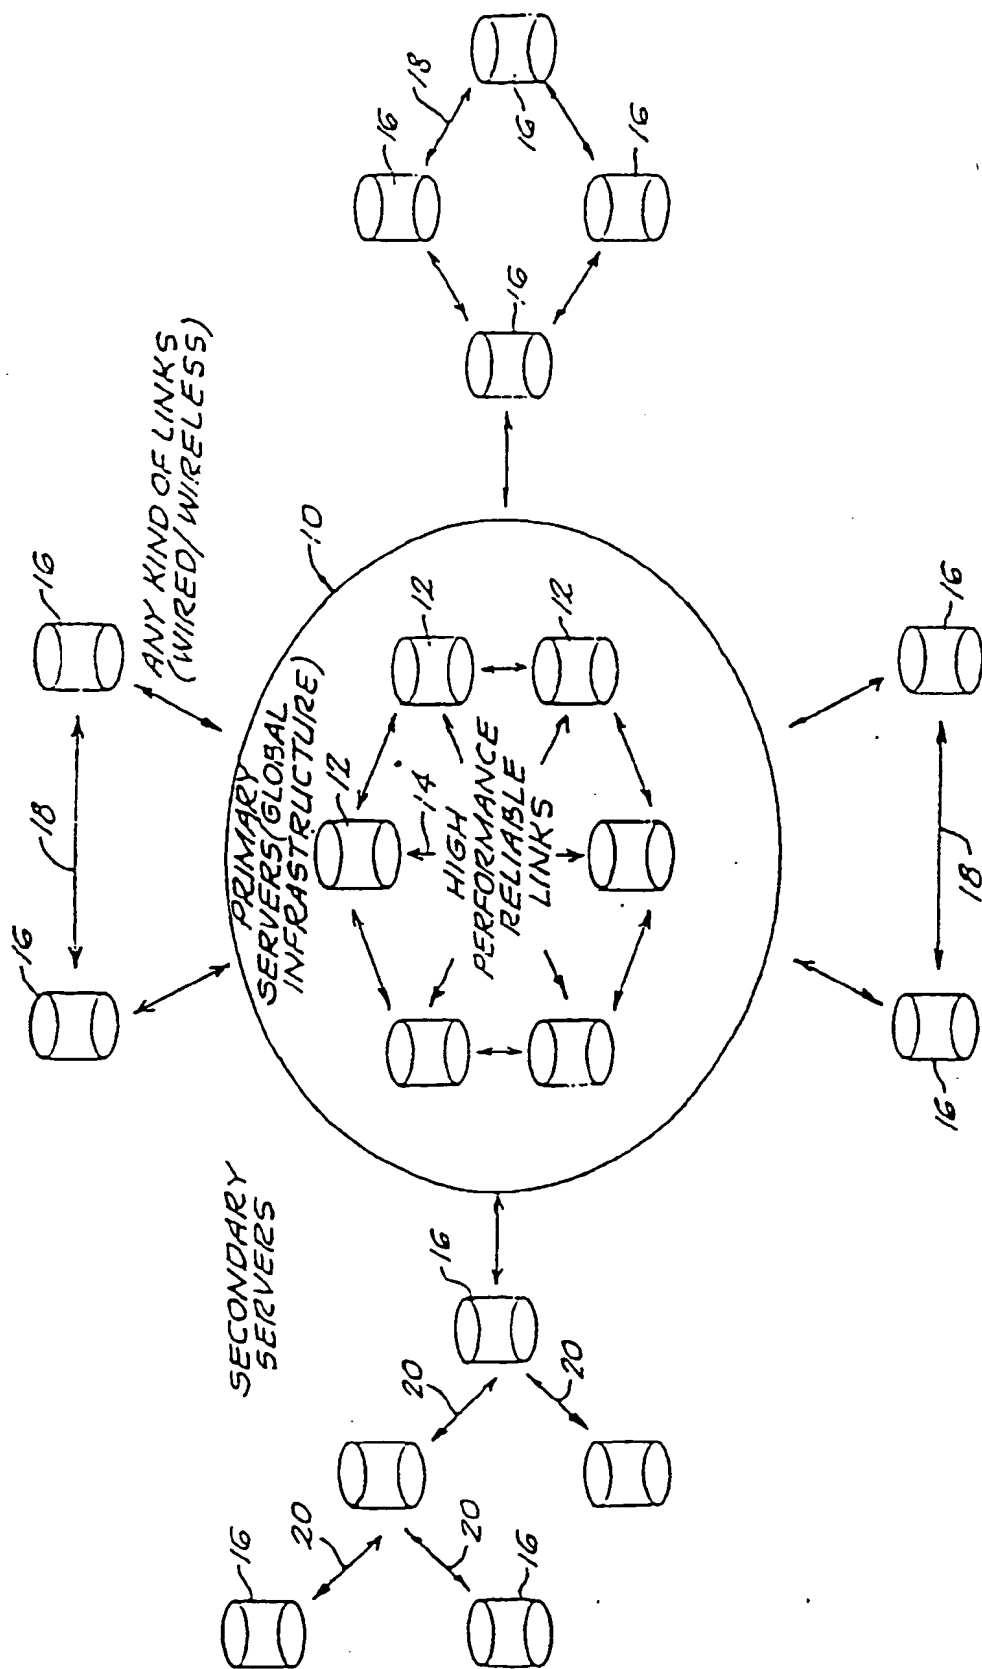 16
18
16
ANY KIND OF LINKS
(WIRED/WIRELESS)
SECONDARY
SERVERS
PRIMARY
SERVERS(GLOBAL
INFRASTRUCTURE)
16
20
12
10
16
20
16
14
12
18
HIGH
PERFORMANCE
RELIABLE
LINKS
20
16
20
12
16
16
16
16
18
16